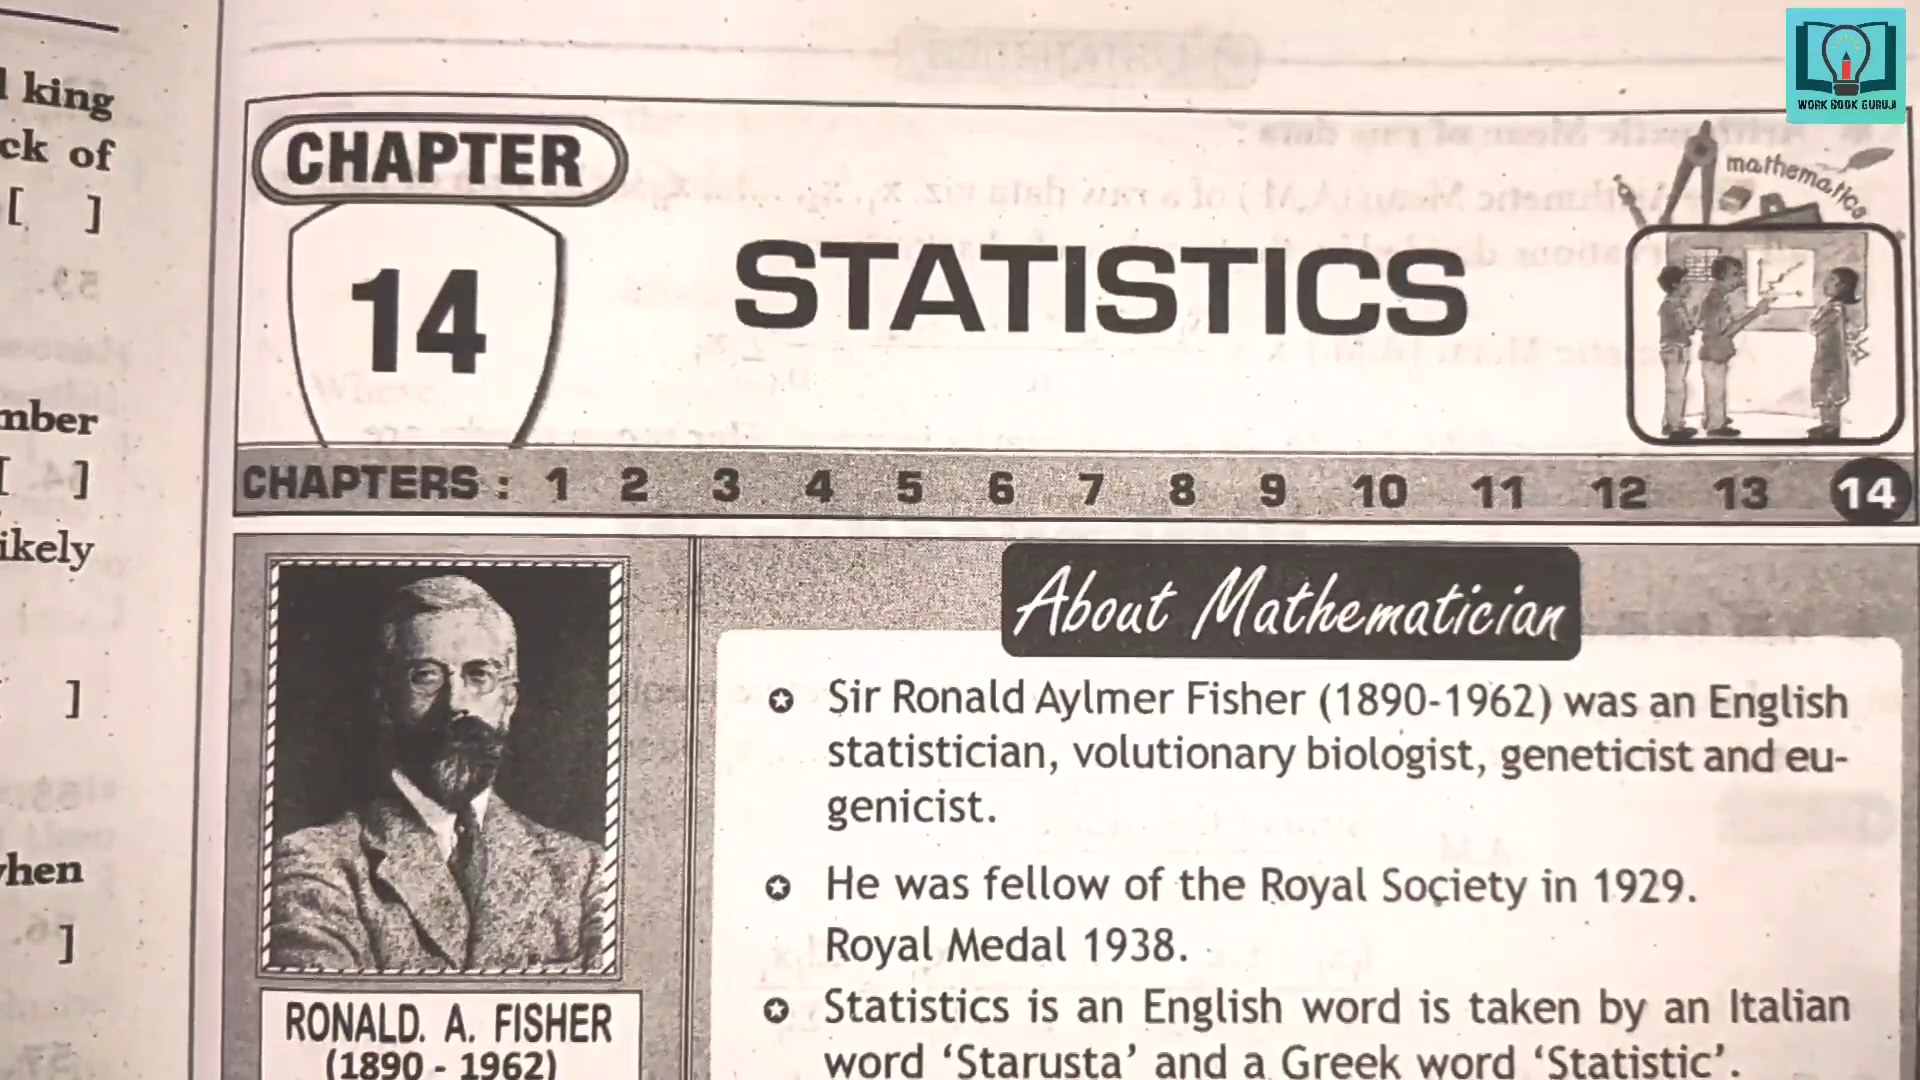 king
ck of
[ ]
mber
[ ]
ikely
]
when
]
WORK BOOK GURUJI
CHAPTER
14
STATISTICS
mathematics
CHAPTERS : 1 2 3 4 5 6 7 8 9 10 11 12 13 14
About Mathematician
Sir Ronald Aylmer Fisher (1890-1962) was an English
statistician, volutionary biologist, geneticist and eu-
genicist.
He was fellow of the Royal Society in 1929.
Royal Medal 1938.
Statistics is an English word is taken by an Italian
word ‘Starusta’ and a Greek word ‘Statistic’.
RONALD. A. FISHER
(1890 - 1962)